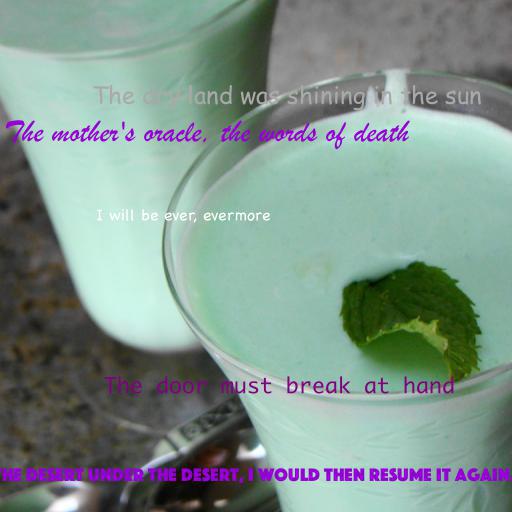 The dry land was shining in the sun
The mother's oracle, the words of death
I will be ever, evermore
The door must break at hand
THE DESERT UNDER THE DESERT, I WOULD THEN RESUME IT AGAIN